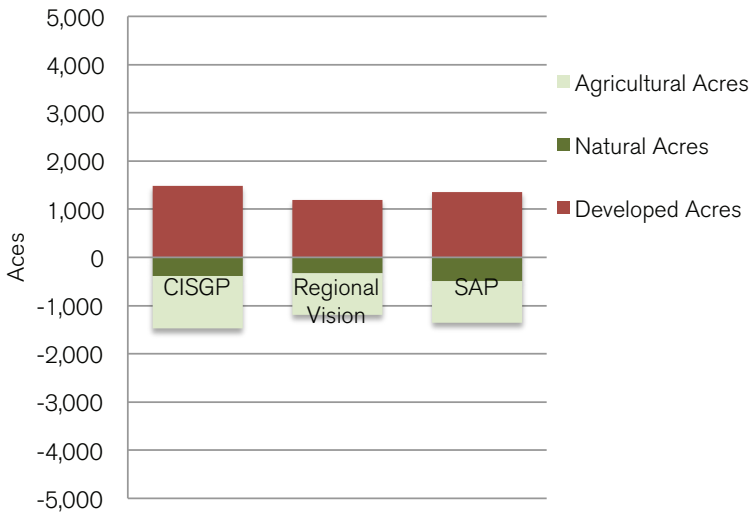 5,000
4,000
3,000
2,000
1,000
0
-1,000
-2,000
-3,000
-4,000
-5,000
Aces
CISGP
Regional
Vision
SAP
Agricultural Acres
Natural Acres
Developed Acres